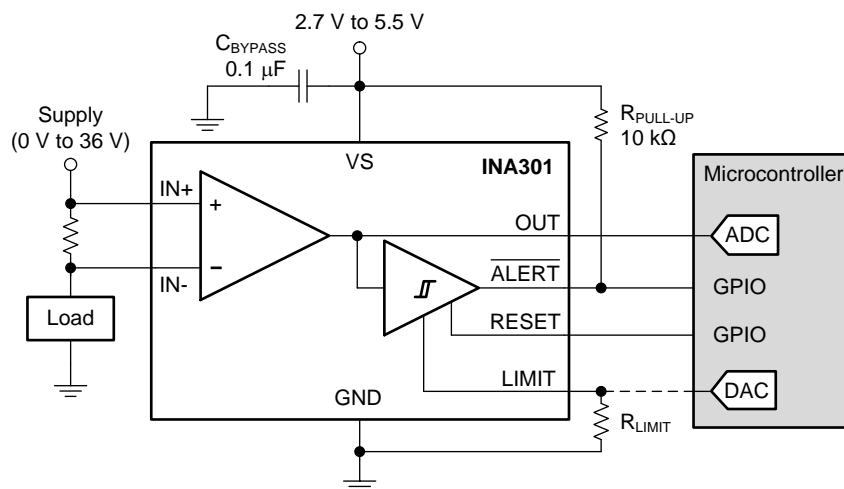 2.7 V to 5.5 V
CBYPASS
0.1 μF
Supply
(0 V to 36 V)
RPULL-UP
10 kΩ
VS
INA301
Microcontroller
IN+
+
OUT
ADC
IN-
−
ALERT
GPIO
Load
RESET
GPIO
LIMIT
DAC
GND
RLIMIT